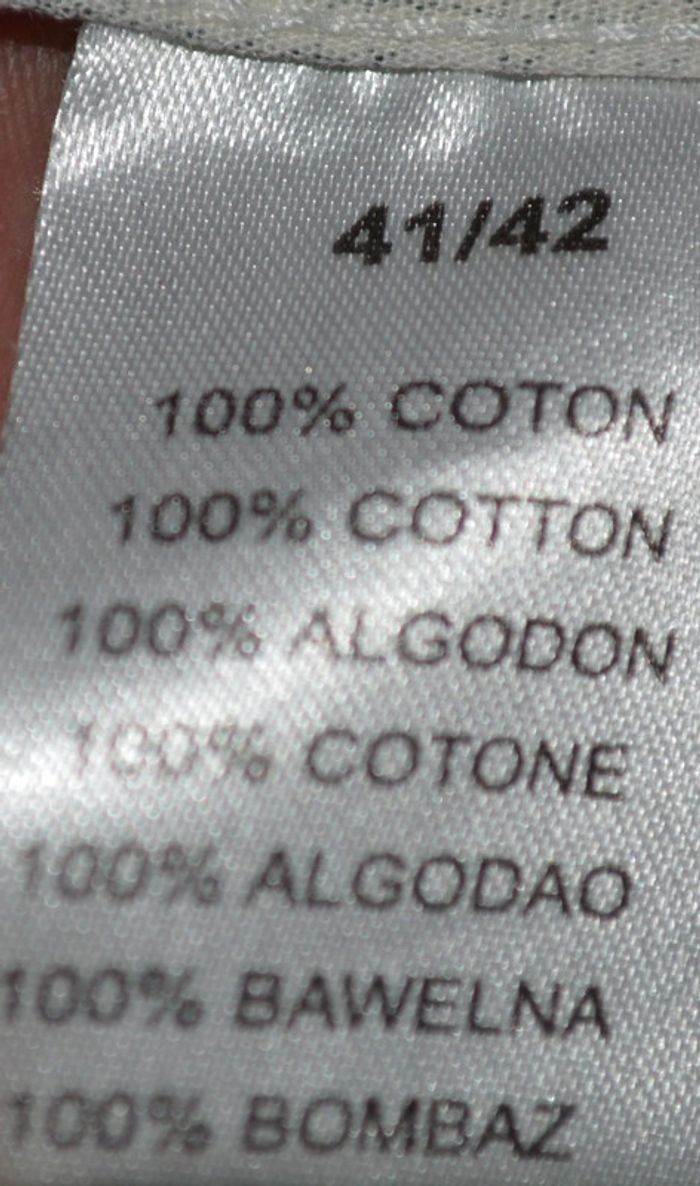 41/42
100% COTON
100% COTTON
100% ALGODON
100% COTONE
100% ALGODAO
100% BAWELNA
100% BOMBAZ